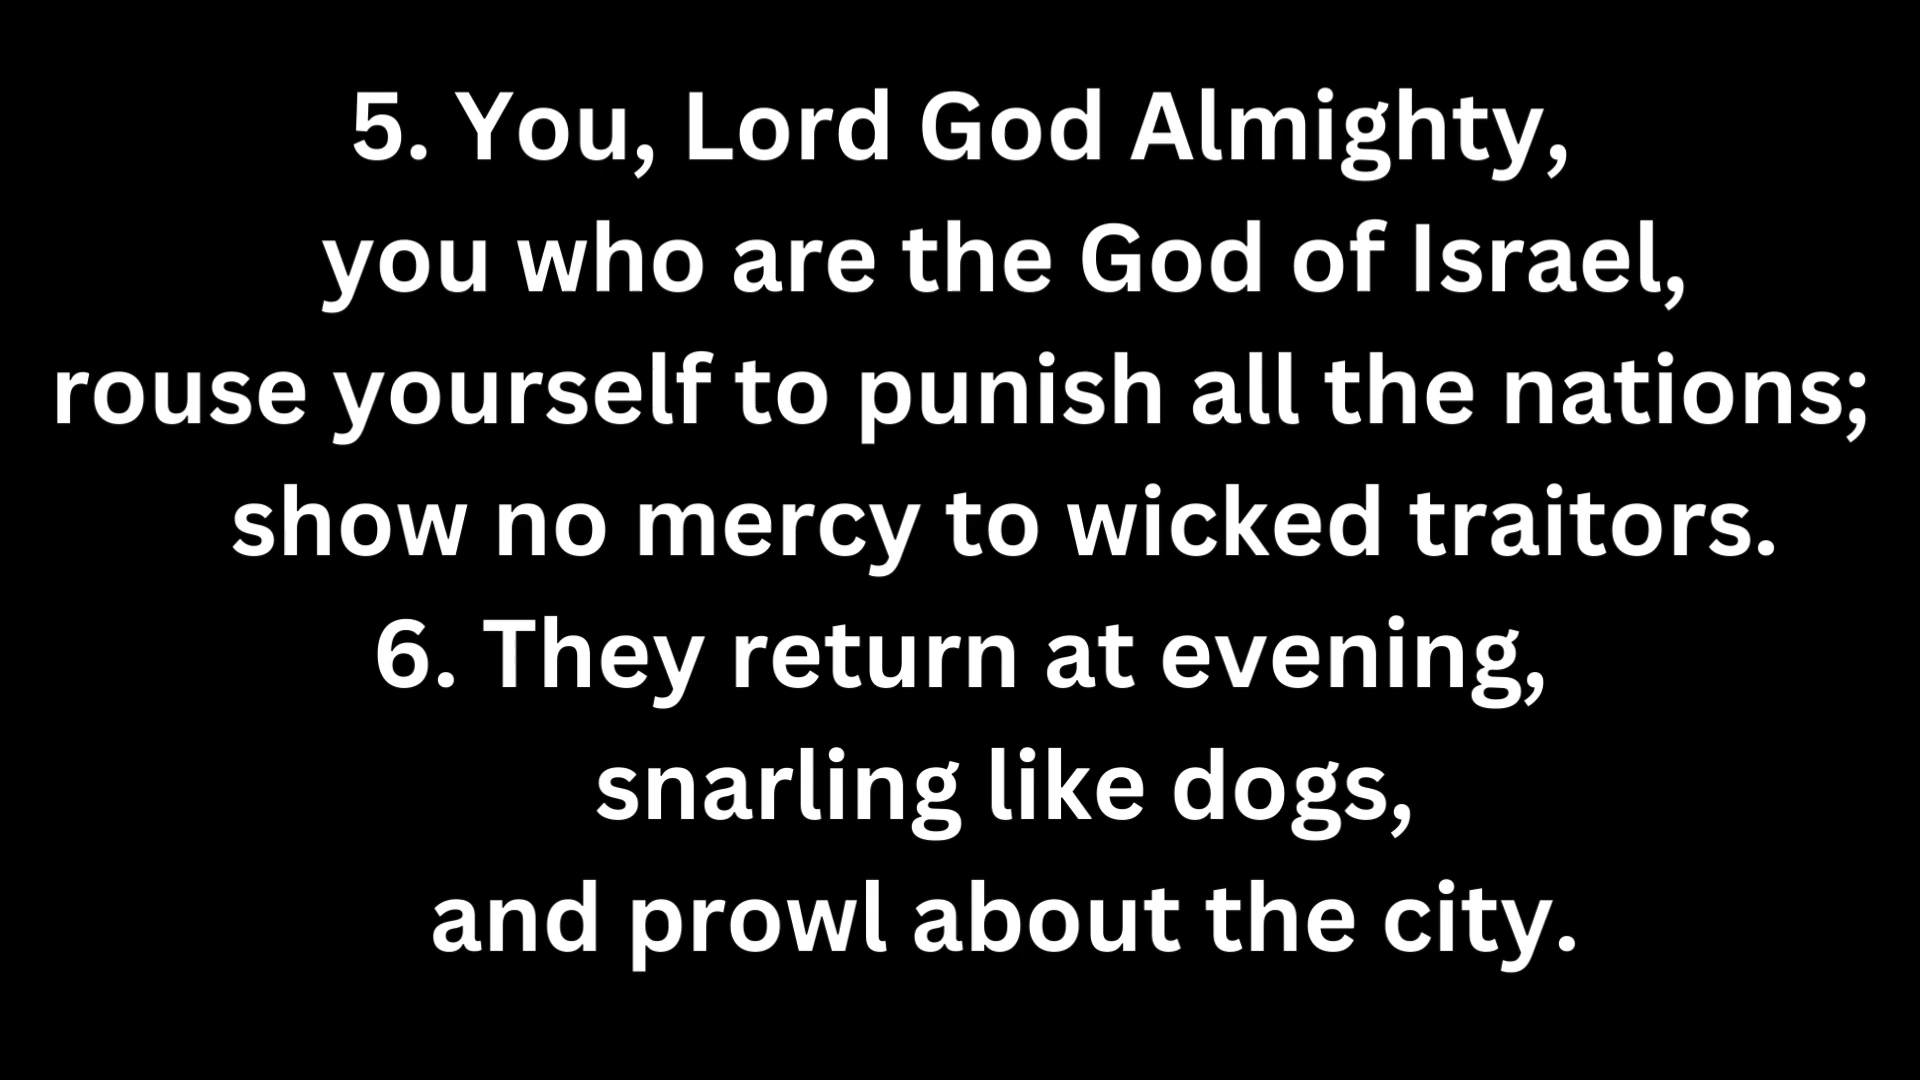 5. You, Lord God Almighty,
you who are the God of Israel,
rouse yourself to punish all the nations;
show no mercy to wicked traitors.
6. They return at evening,
snarling like dogs,
and prowl about the city.